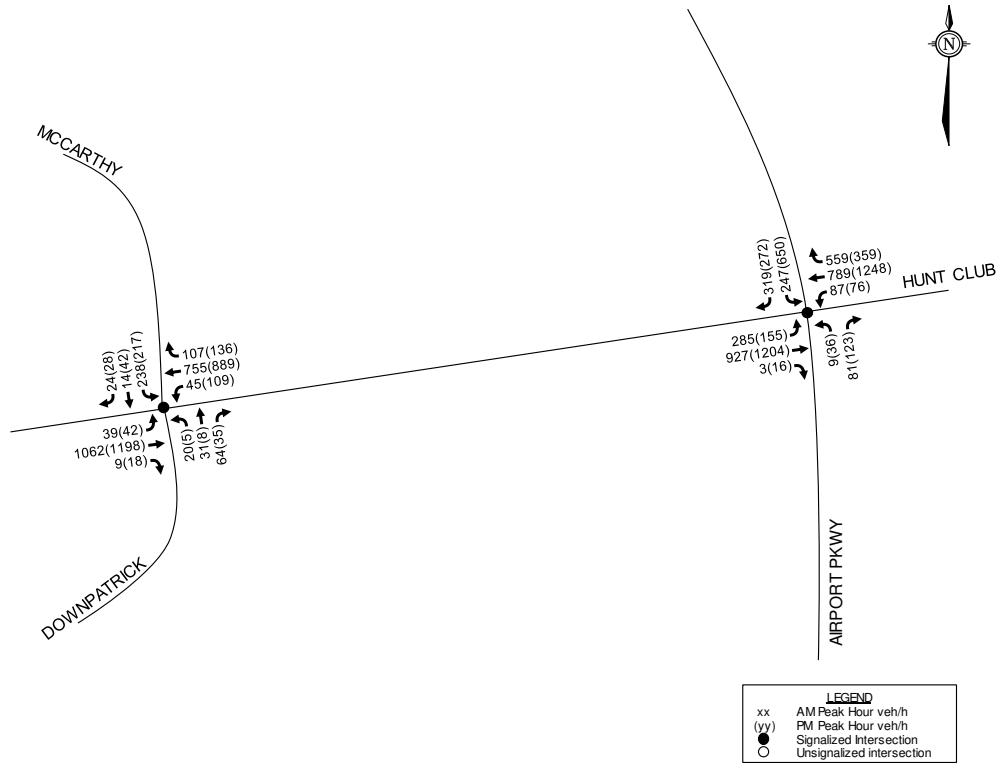 N
MCCARTHY
319(272)
247(650)
559(359)
789(1248)
87(76)
HUNT CLUB
285(155)
927(1204)
3(16)
9(36)
81(123)
24(28)
14(42)
238(217)
107(136)
755(889)
45(109)
39(42)
1062(1198)
9(18)
20(5)
31(8)
64(35)
DOWNPATRICK
AIRPORT PKWY
LEGEND
xx AM Peak Hour veh/h
(yy) PM Peak Hour veh/h
Signalized Intersection
Unsignalized intersection